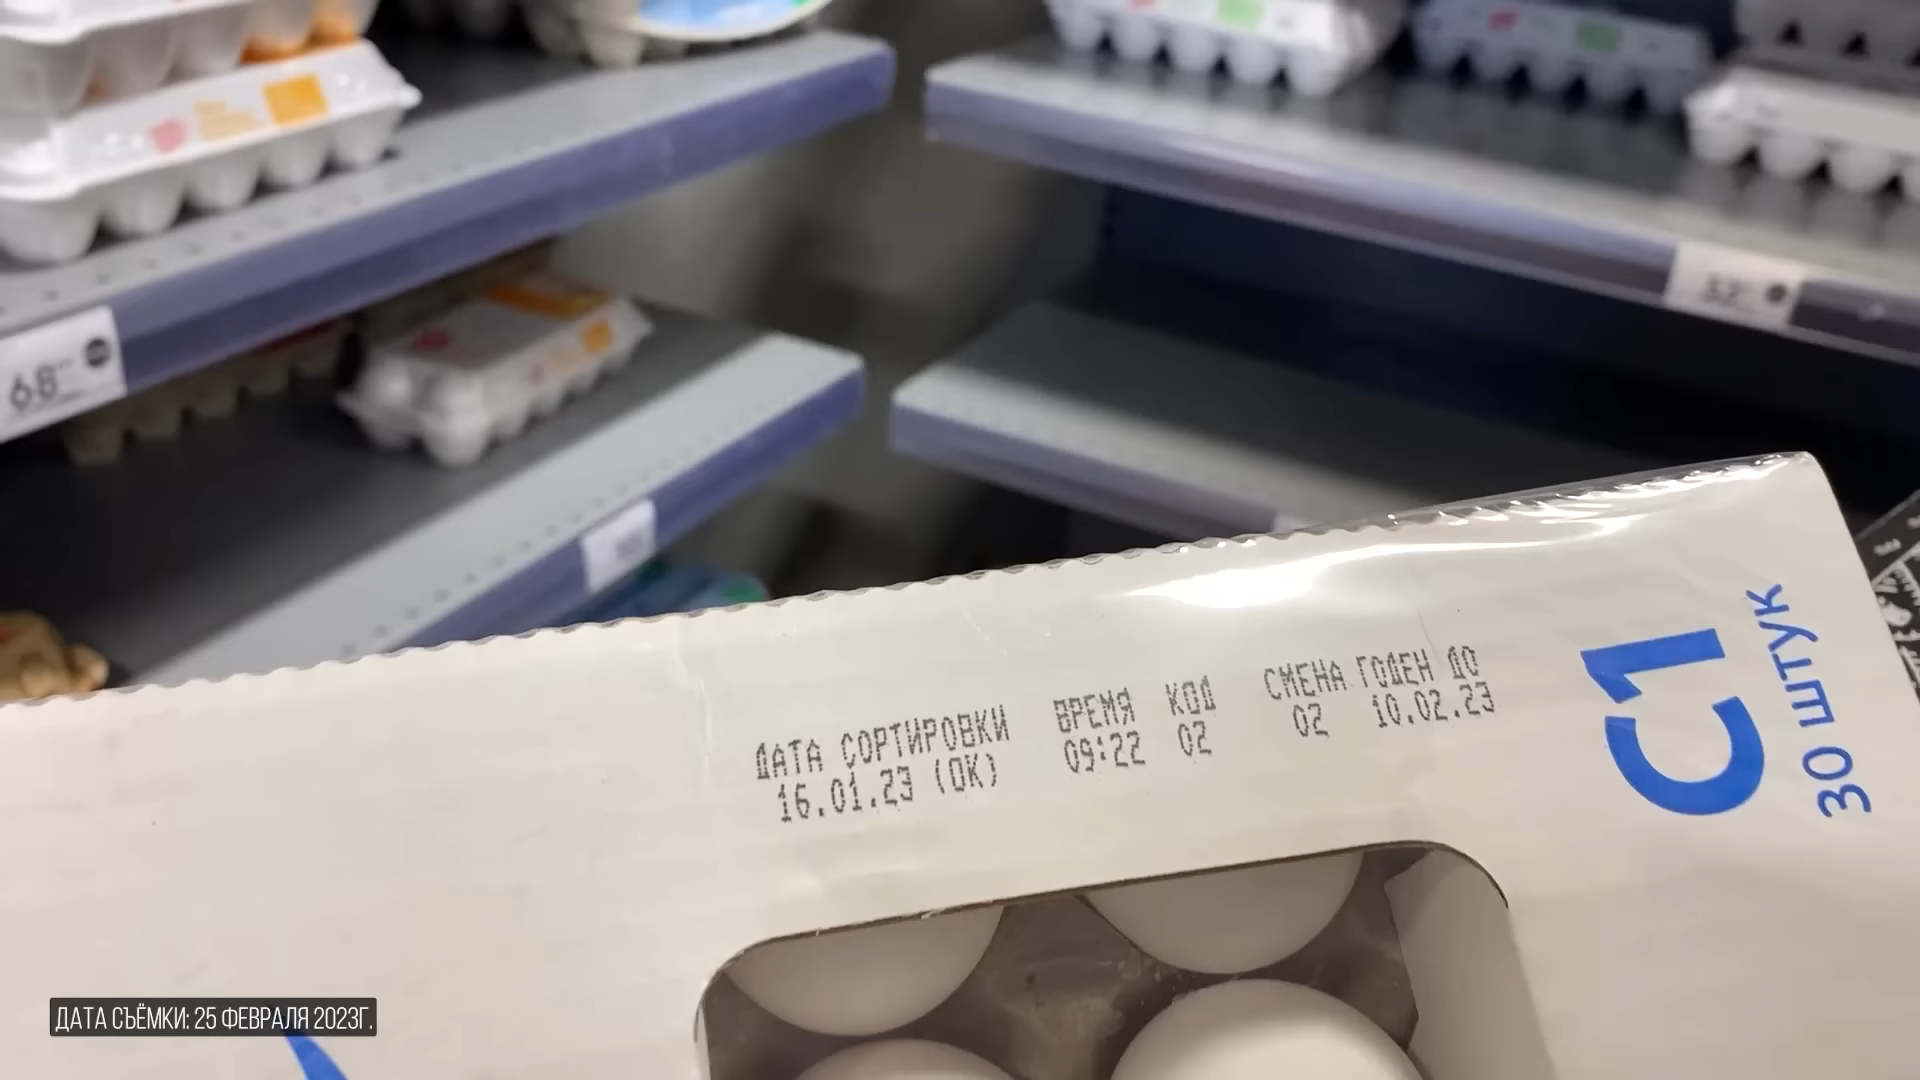 68
ДАТА СОРТИРОВКИ ВРЕМЯ КОД СМЕНА ГОДЕН ДО
16.01.23 (ОК) 09:22 02 02 10.02.23
С1
30 ШТУК
ДАТА СЪЁМКИ: 25 ФЕВРАЛЯ 2023Г.